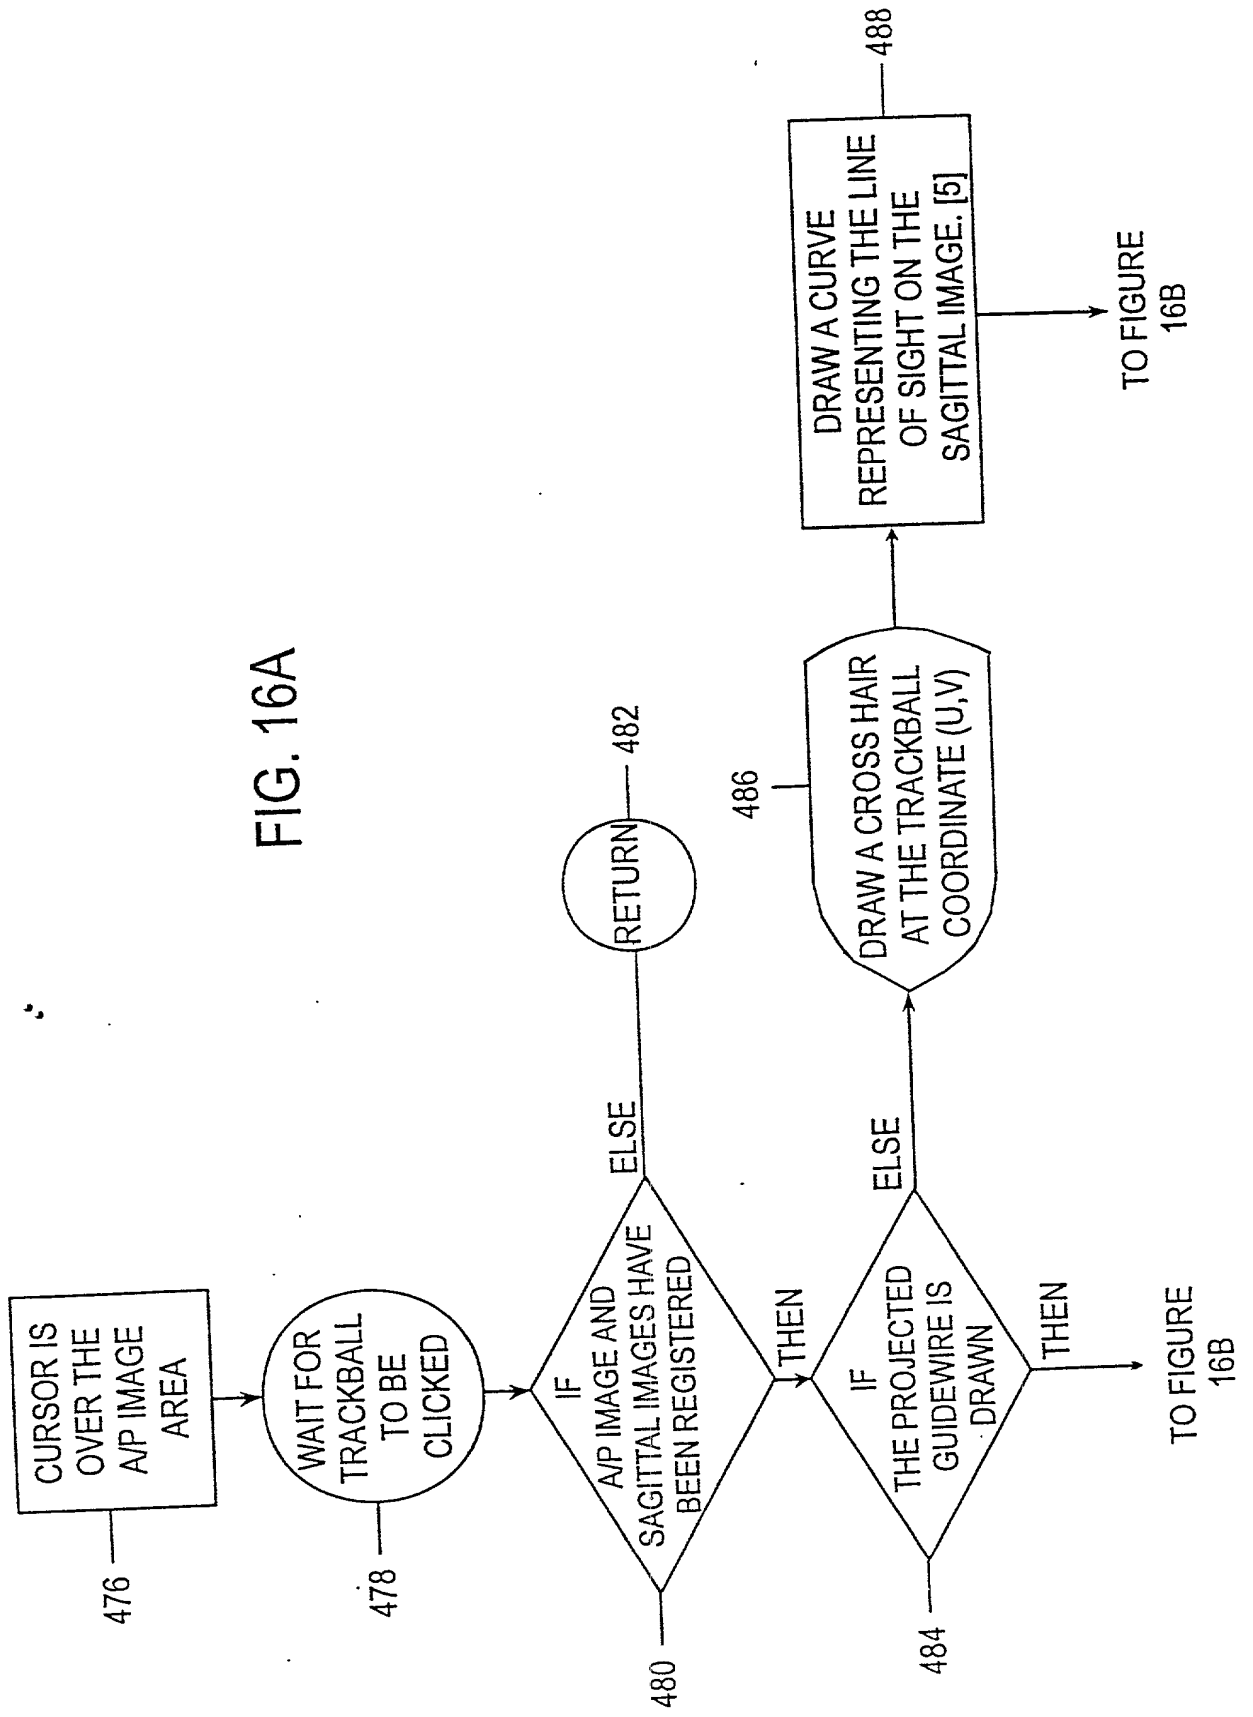 FIG. 16A
CURSOR IS
OVER THE
A/P IMAGE
AREA
476
WAIT FOR
TRACKBALL
TO BE
CLICKED
478
IF
A/P IMAGE AND
SAGITTAL IMAGES HAVE
BEEN REGISTERED
480
ELSE
RETURN
482
THEN
IF
THE PROJECTED
GUIDEWIRE IS
DRAWN
484
THEN
TO FIGURE
16B
ELSE
DRAW A CROSS HAIR
AT THE TRACKBALL
COORDINATE (U,V)
486
DRAW A CURVE
REPRESENTING THE LINE
OF SIGHT ON THE
SAGITTAL IMAGE. [5]
488
TO FIGURE
16B